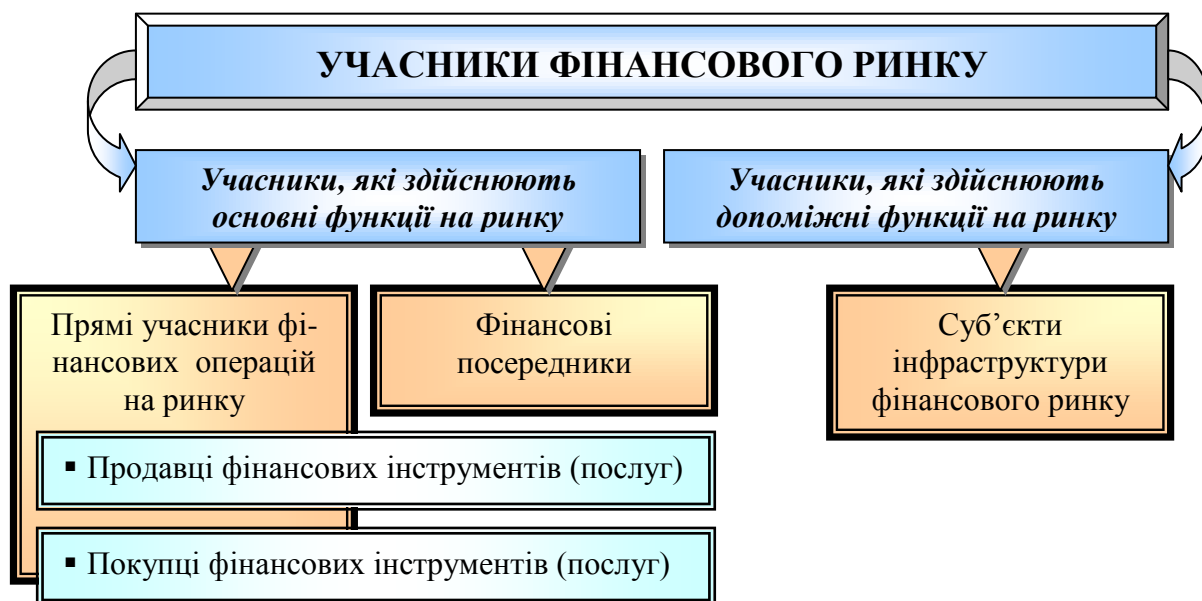 УЧАСНИКИ ФІНАНСОВОГО РИНКУ
Учасники, які здійснюють
основні функції на ринку
Учасники, які здійснюють
допоміжні функції на ринку
Прямі учасники фі-
нансових операцій
на ринку
Фінансові
посередники
Суб’єкти
інфраструктури
фінансового ринку
▪ Продавці фінансових інструментів (послуг)
▪ Покупці фінансових інструментів (послуг)